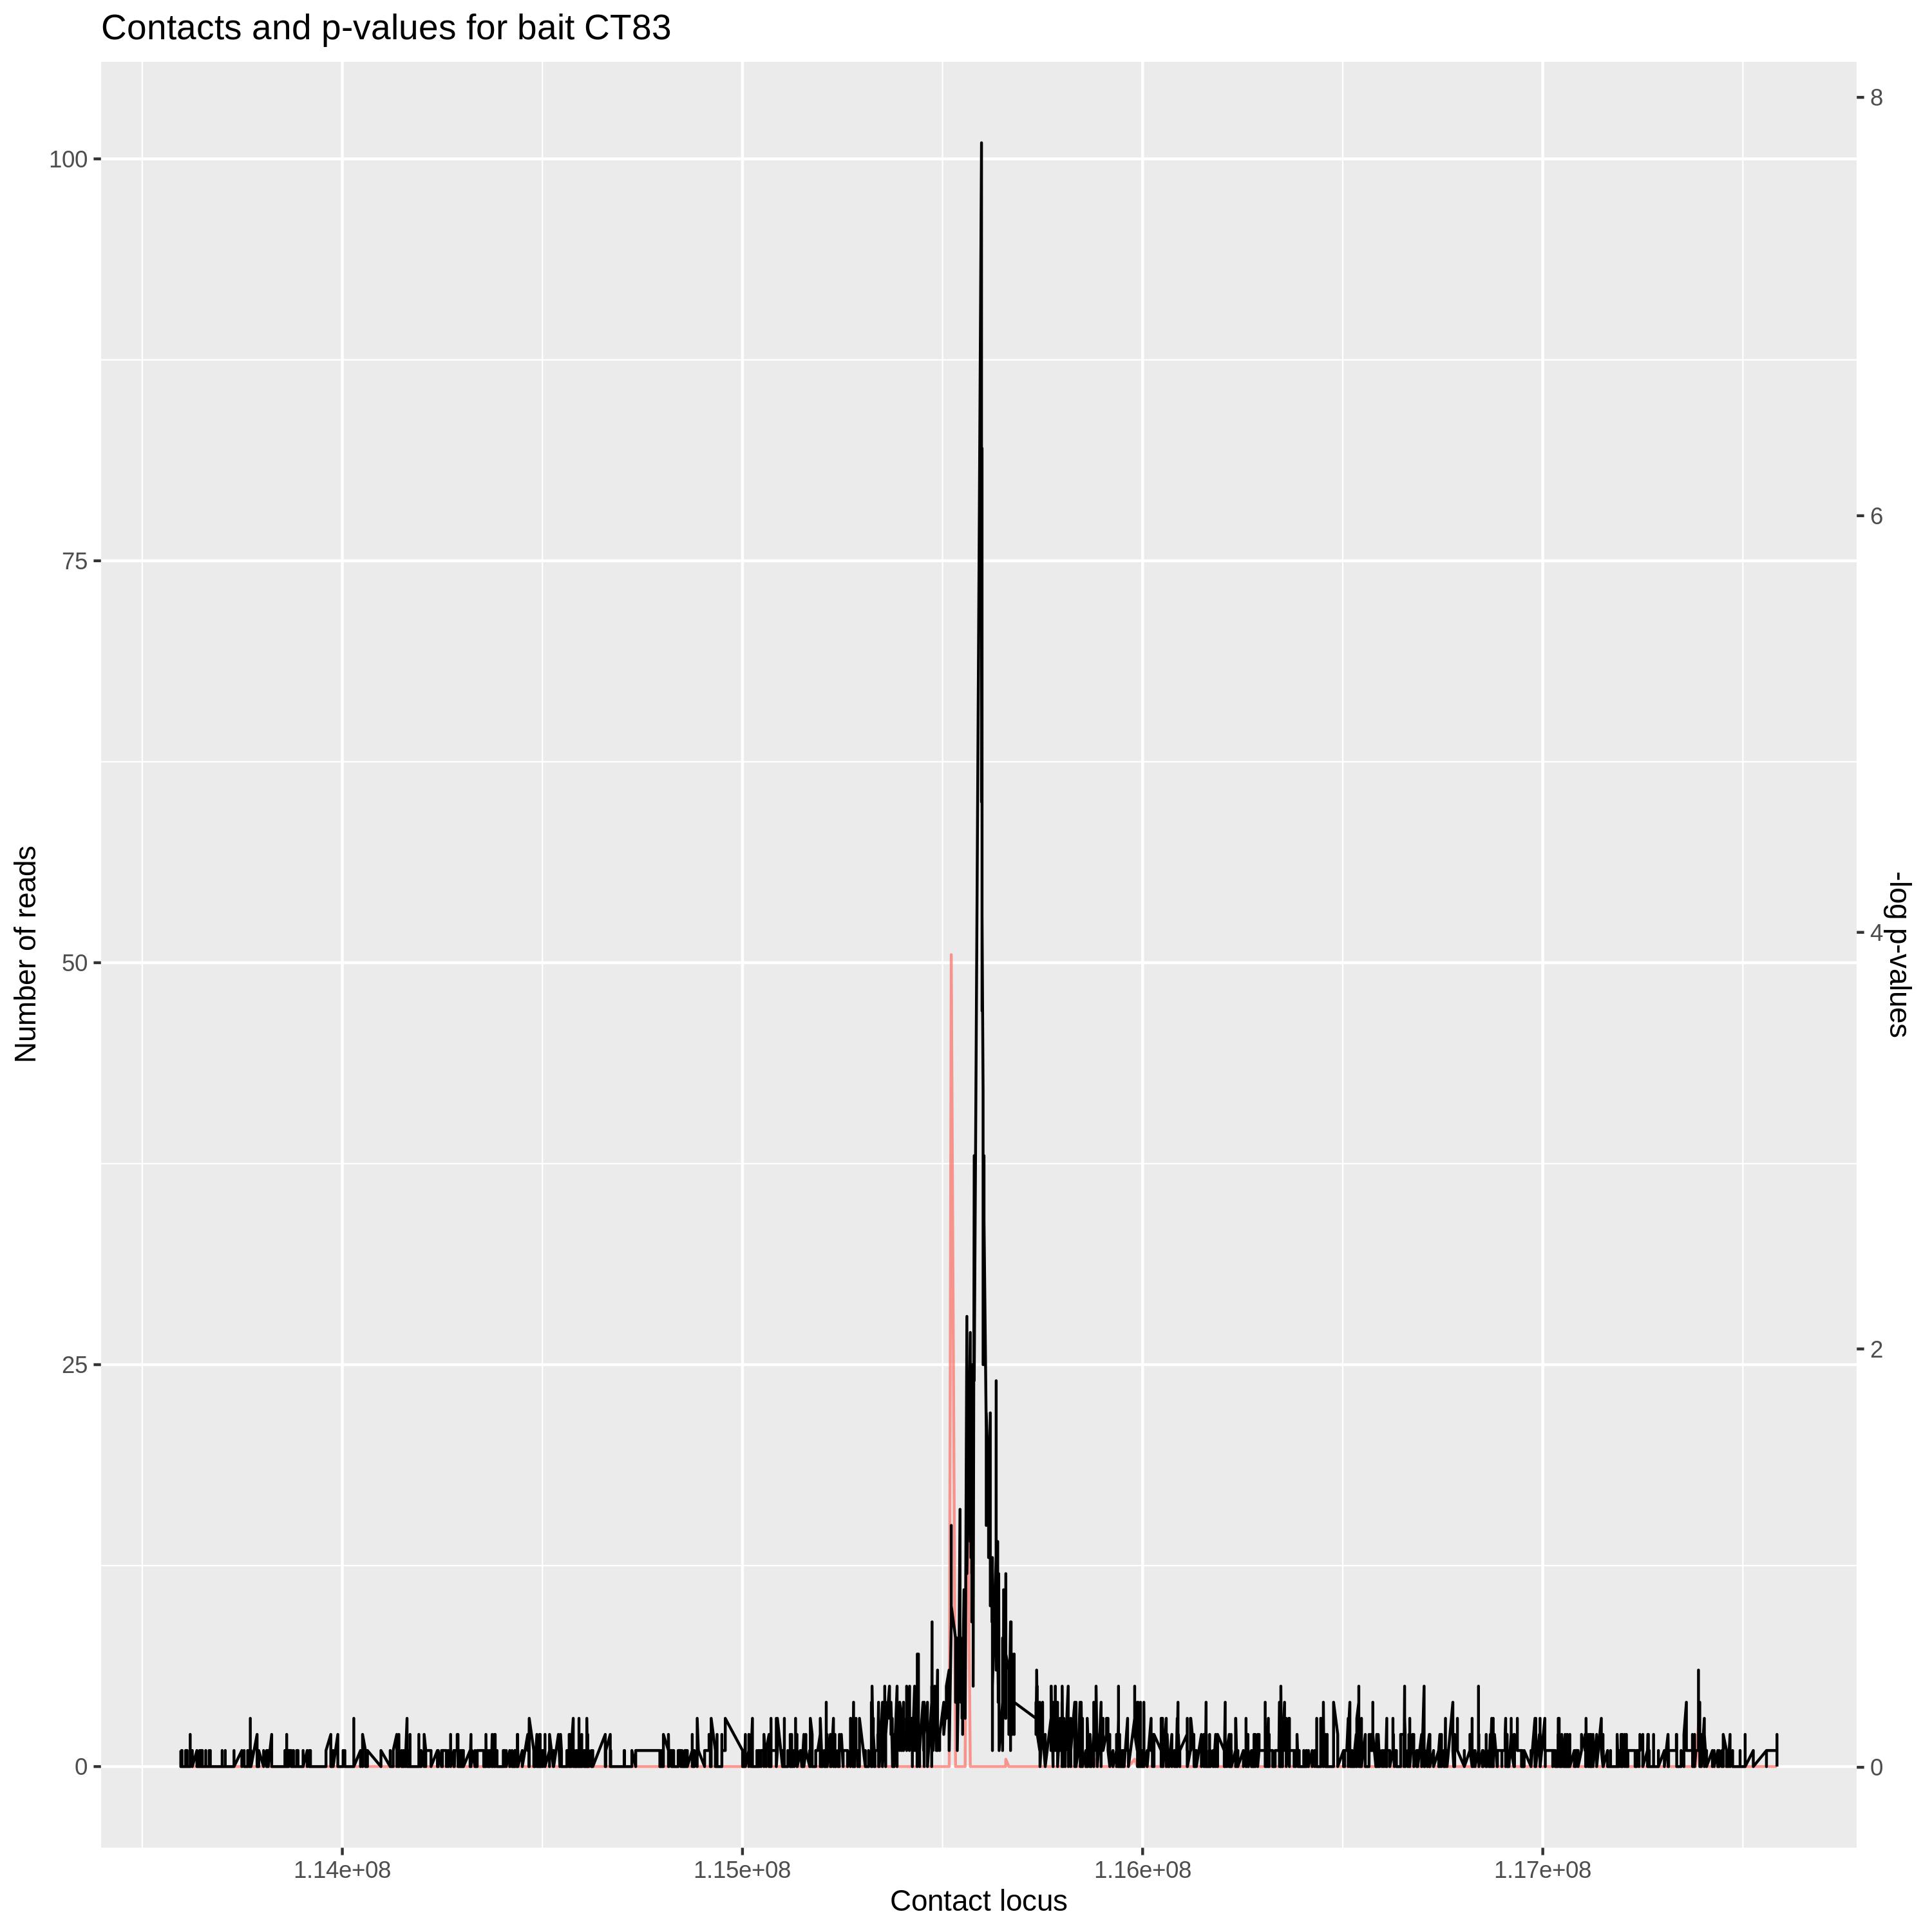 Contacts and p-values for bait CT83
100
75
50
25
0
8
6
4
2
0
Number of reads
-log p-values
1.14e+08
1.15e+08
1.16e+08
1.17e+08
Contact locus